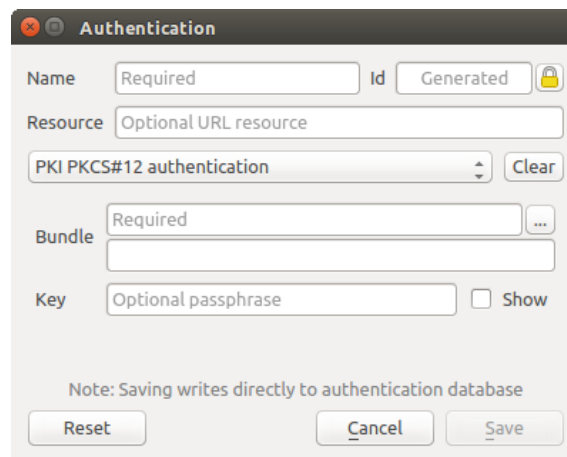 Authentication
Name Required Id Generated
Resource Optional URL resource
PKI PKCS#12 authentication Clear
Required ...
Bundle
Key Optional passphrase Show
Note: Saving writes directly to authentication database
Reset Cancel Save